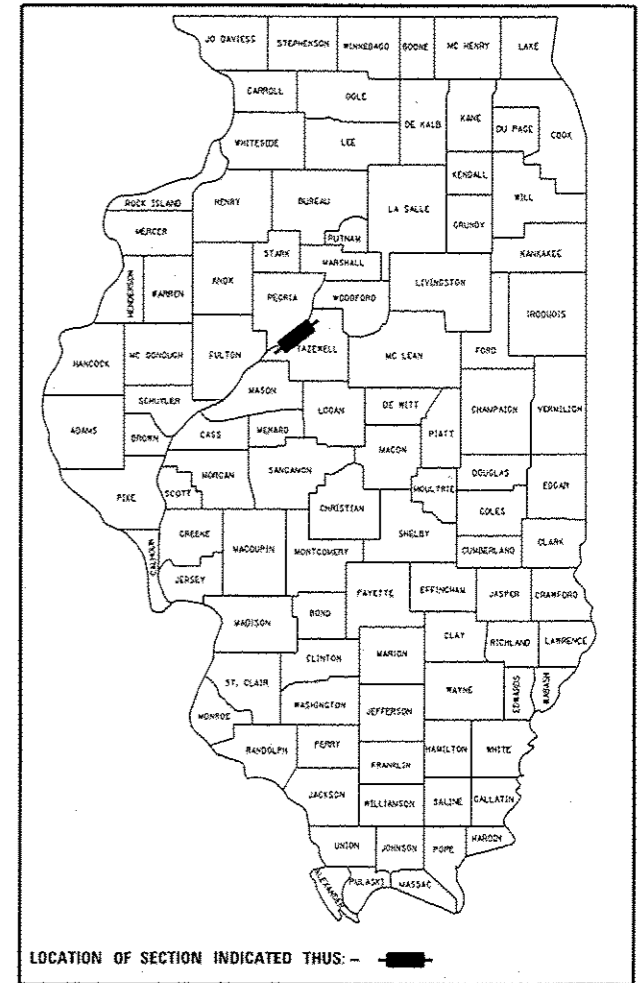 JO DAVIESS STEPHENSON WINNEBAGO BOONE MC HENRY LAKE
CARROLL OGLE
DE KALB KANE DU PAGE COOK
WHITESIDE LEE
KENDALL
ROCK ISLAND HENRY BUREAU LA SALLE GRUNDY WILL
MERCER PUTNAM
STARK MARSHALL KANKAKEE
HENDERSON WARREN KNOX PEORIA WOODFORD LIVINGSTON
IROQUOIS
HANCOCK MC DONOUGH FULTON TAZEWELL MC LEAN FORD
MASON
SCHUYLER LOGAN DE WITT CHAMPAIGN VERMILION
ADAMS BROWN CASS MENARD PIATT
MACON
MORGAN SANGAMON DOUGLAS EDGAR
PIKE SCOTT CHRISTIAN MOULTRIE
COLES
GREENE SHELBY
CALHOUN MACOUPIN MONTGOMERY CUMBERLAND CLARK
JERSEY
FAYETTE EFFINGHAM JASPER CRAWFORD
MADISON BOND
CLAY RICHLAND LAWRENCE
CLINTON MARION
ST. CLAIR WAYNE EDWARDS WABASH
WASHINGTON JEFFERSON
MONROE
RANDOLPH PERRY HAMILTON WHITE
FRANKLIN
JACKSON
WILLIAMSON SALINE GALLATIN
UNION JOHNSON POPE HARDIN
ALEXANDER PULASKI MASSAC
LOCATION OF SECTION INDICATED THUS: -